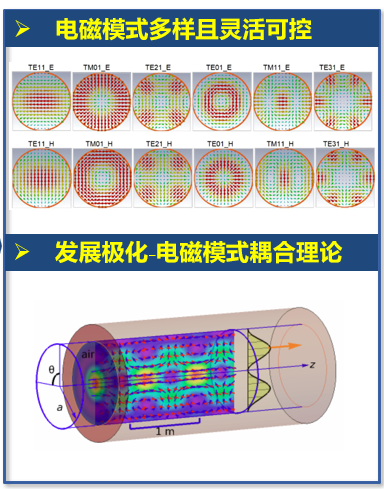 ➢ 电磁模式多样且灵活可控
TE11_E TM01_E TE21_E TE01_E TM11_E TE31_E
TE11_H TM01_H TE21_H TE01_H TM11_H TE31_H
➢ 发展极化-电磁模式耦合理论
air
θ
a
z
1 m